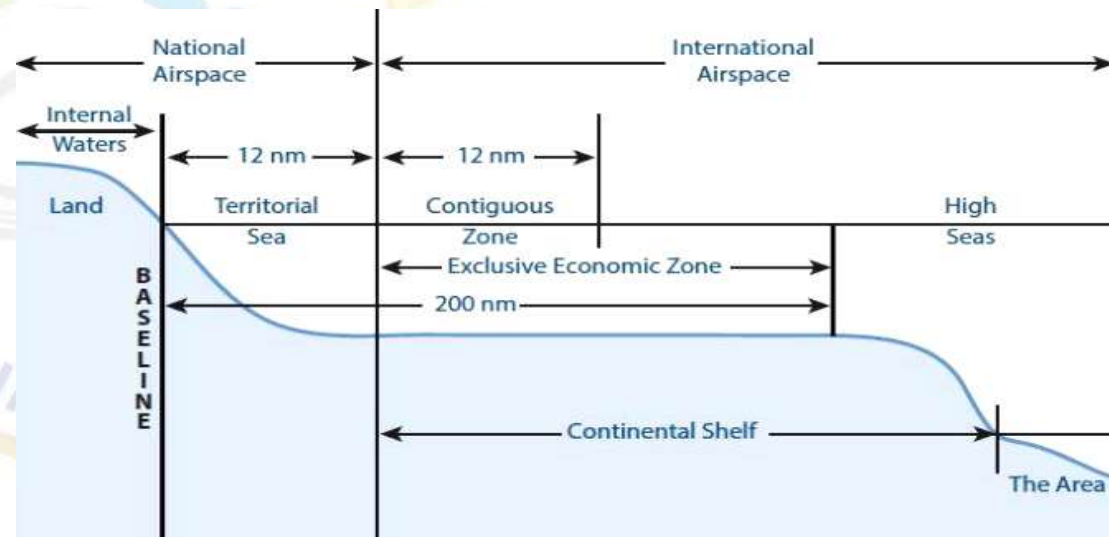 National
Airspace
International
Airspace
Internal
Waters
12 nm
12 nm
Land
Territorial
Sea
Contiguous
Zone
High
Seas
Exclusive Economic Zone
200 nm
BASELINE
Continental Shelf
The Area